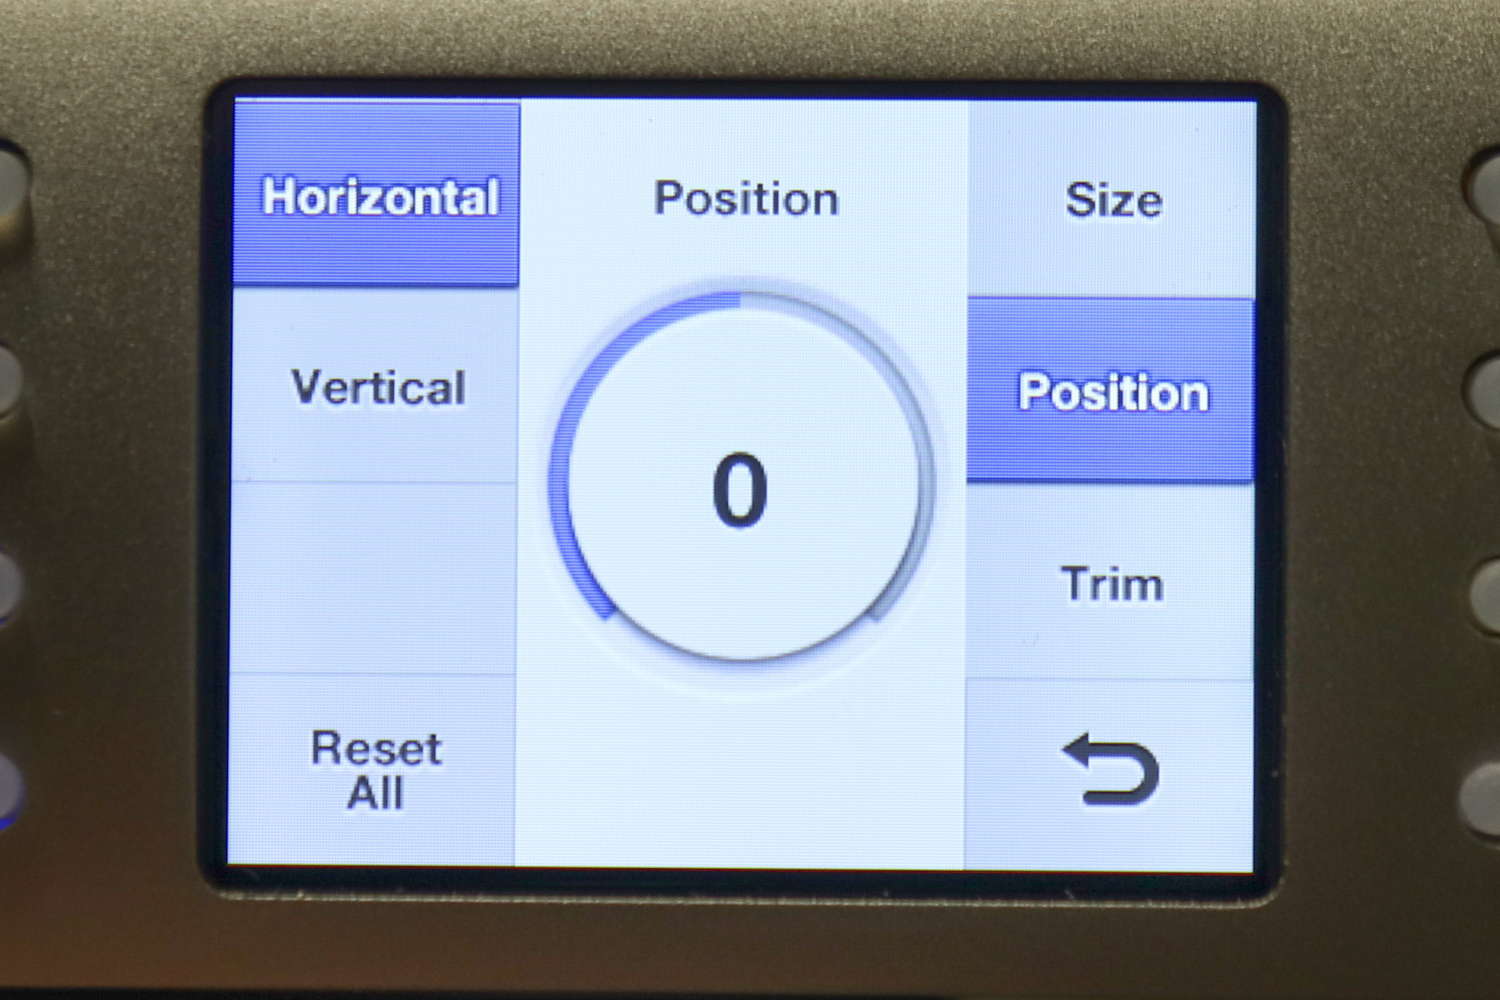 Horizontal
Position
Size
Vertical
0
Position
Trim
Reset
All